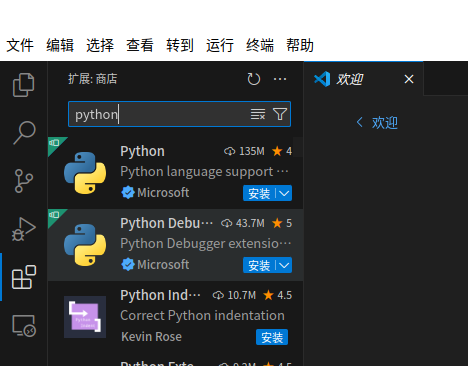 文件 编辑 选择 查看 转到 运行 终端 帮助
扩展: 商店
欢迎
python
欢迎
Python 135M 4
Python language support ...
Microsoft 安装
Python Debu... 43.7M 5
Python Debugger extensio...
Microsoft 安装
Python Ind... 10.7M 4.5
Correct Python indentation
Kevin Rose 安装
Python Exte